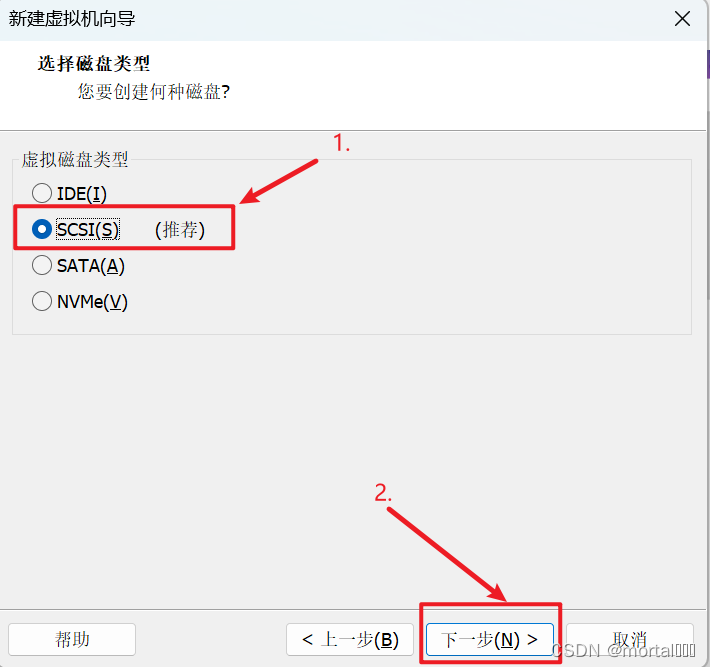 新建虚拟机向导
选择磁盘类型
您要创建何种磁盘?
1.
虚拟磁盘类型
IDE(I)
SCSI(S) (推荐)
SATA(A)
NVMe(V)
2.
帮助 < 上一步(B) 下一步(N) > 取消
CSDN @mortal